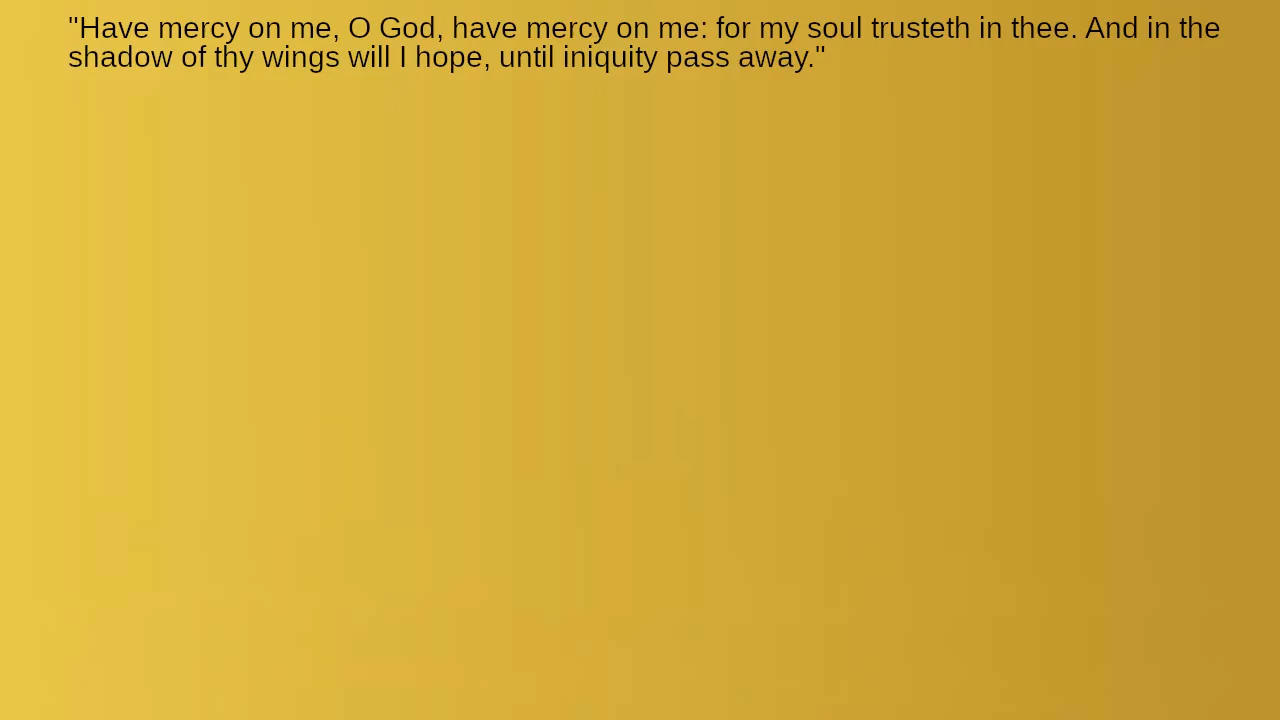 "Have mercy on me, O God, have mercy on me: for my soul trusteth in thee. And in the
shadow of thy wings will I hope, until iniquity pass away."